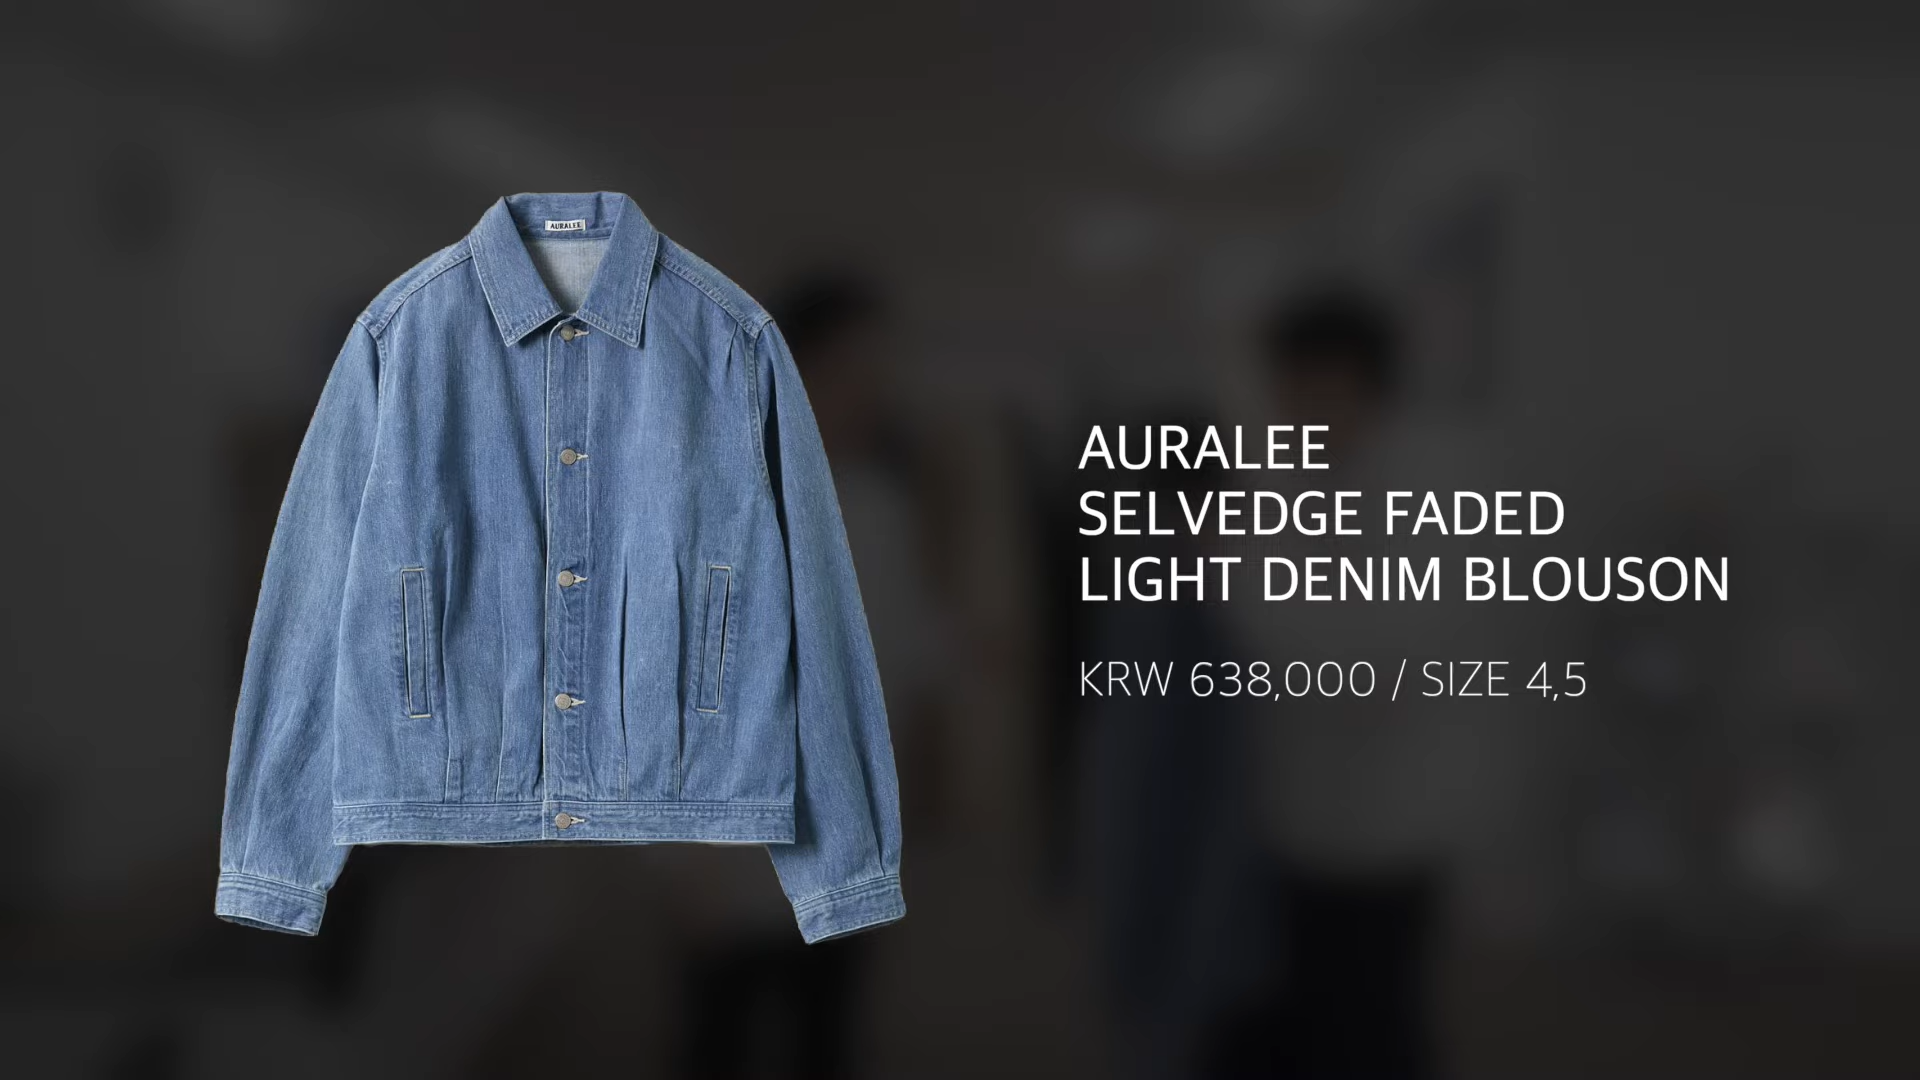 AURALEE
AURALEE
SELVEDGE FADED
LIGHT DENIM BLOUSON
KRW 638,000 / SIZE 4,5